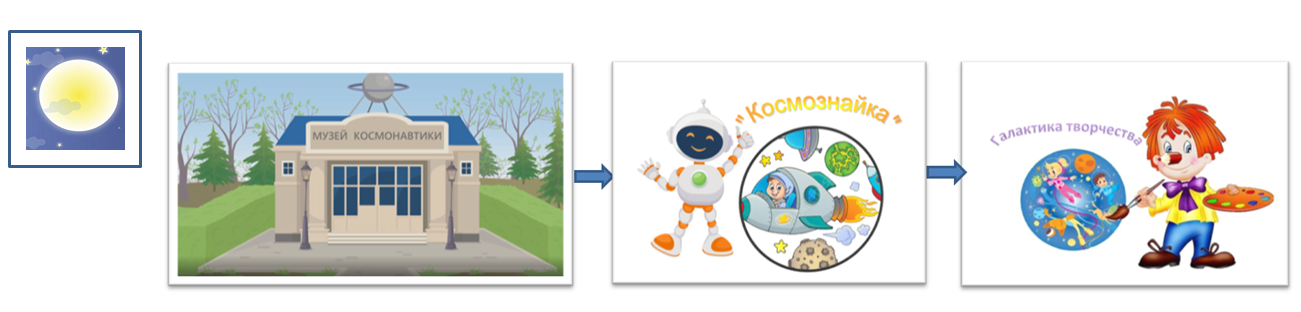 МУЗЕЙ КОСМОНАВТИКИ
"Космознайка"
Галактика творчества